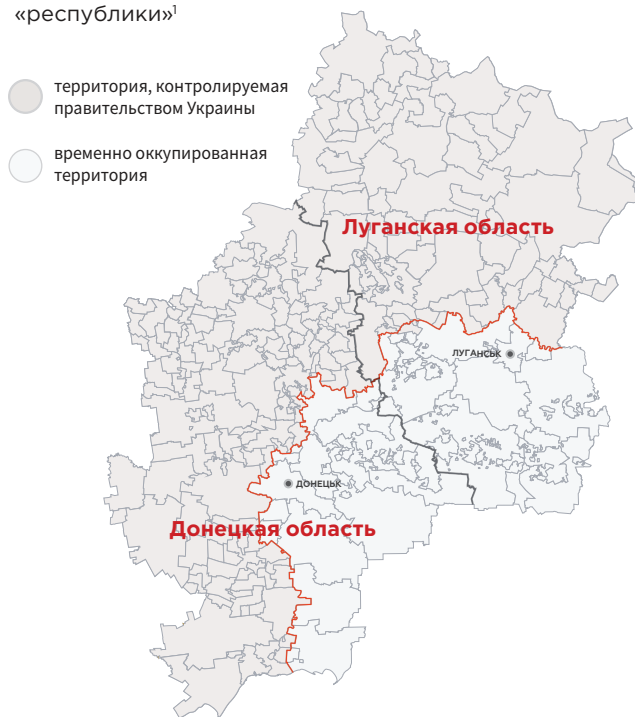 «республики»¹
территория, контролируемая
правительством Украины
временно оккупированная
территория
Луганская область
ЛУГАНСЬК
ДОНЕЦЬК
Донецкая область